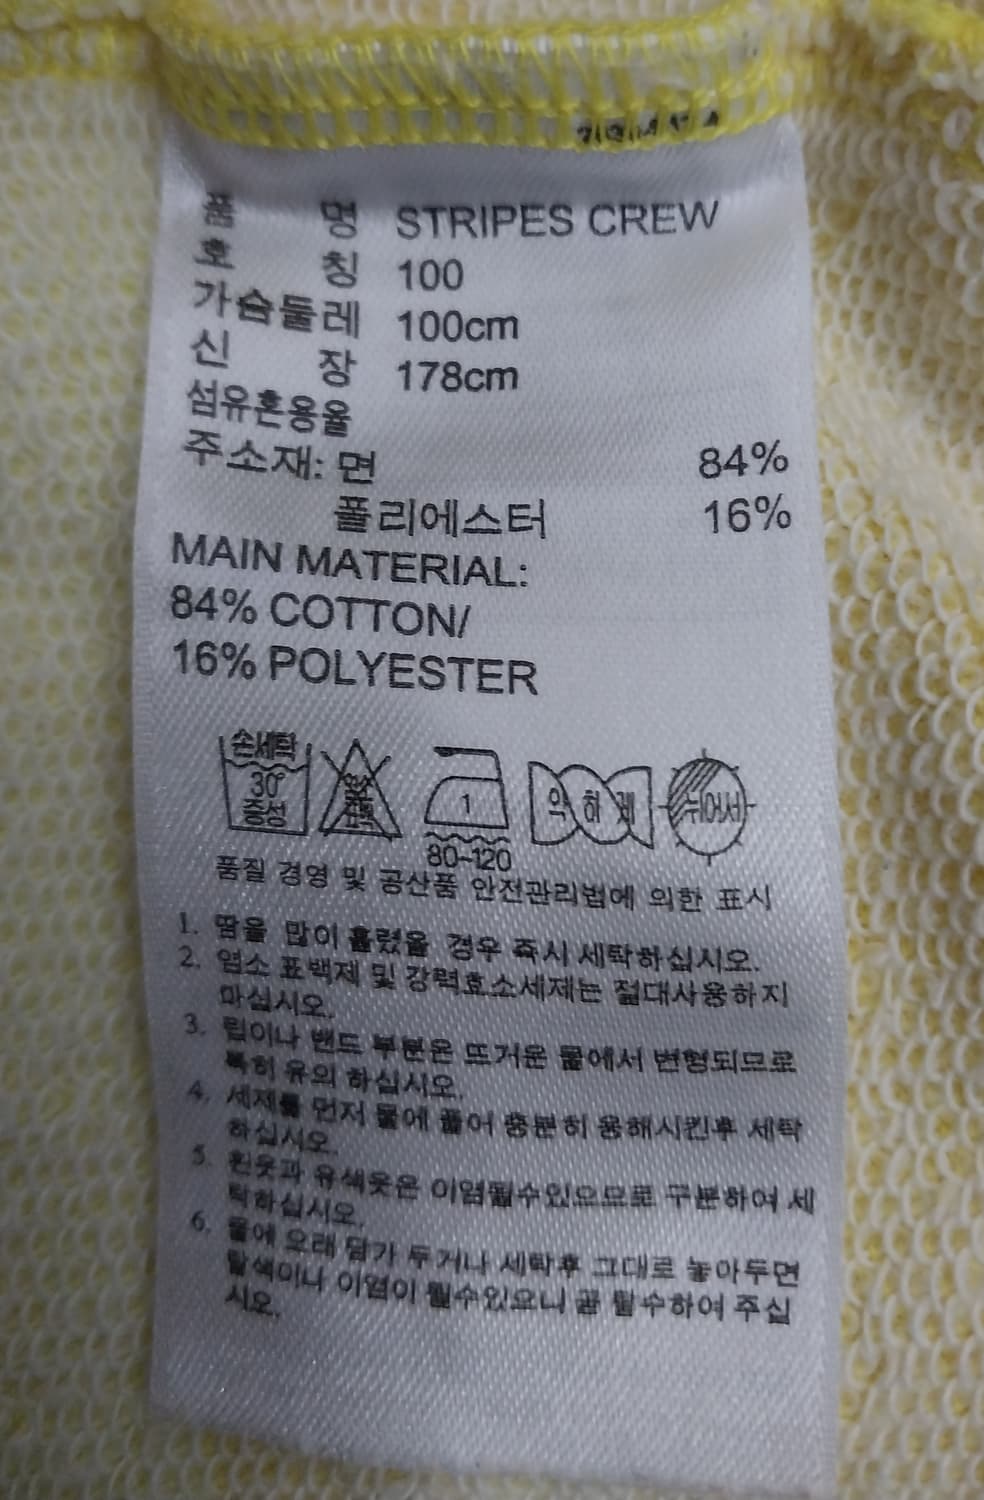 품 명 STRIPES CREW
호 칭 100
가슴둘레 100cm
신 장 178cm
섬유혼용율
주소재: 면 84%
폴리에스터 16%
MAIN MATERIAL:
84% COTTON/
16% POLYESTER
손세탁
30°
중성
염소
표백
1
80~120
약하게
뉘어서
품질 경영 및 공산품 안전관리법에 의한 표시
1. 땀을 많이 흘렸을 경우 즉시 세탁하십시오.
2. 염소 표백제 및 강력효소세제는 절대사용하지
마십시오.
3. 립이나 밴드 부분은 뜨거운 물에서 변형되므로
특히 유의 하십시오.
4. 세제를 먼저 물에 풀어 충분히 용해시킨후 세탁
하십시오.
5. 흰옷과 유색옷은 이염될수있으므로 구분하여 세
탁하십시오.
6. 물에 오래 담가 두거나 세탁후 그대로 놓아두면
탈색이나 이염이 될수있으니 곧 탈수하여 주십
시오.